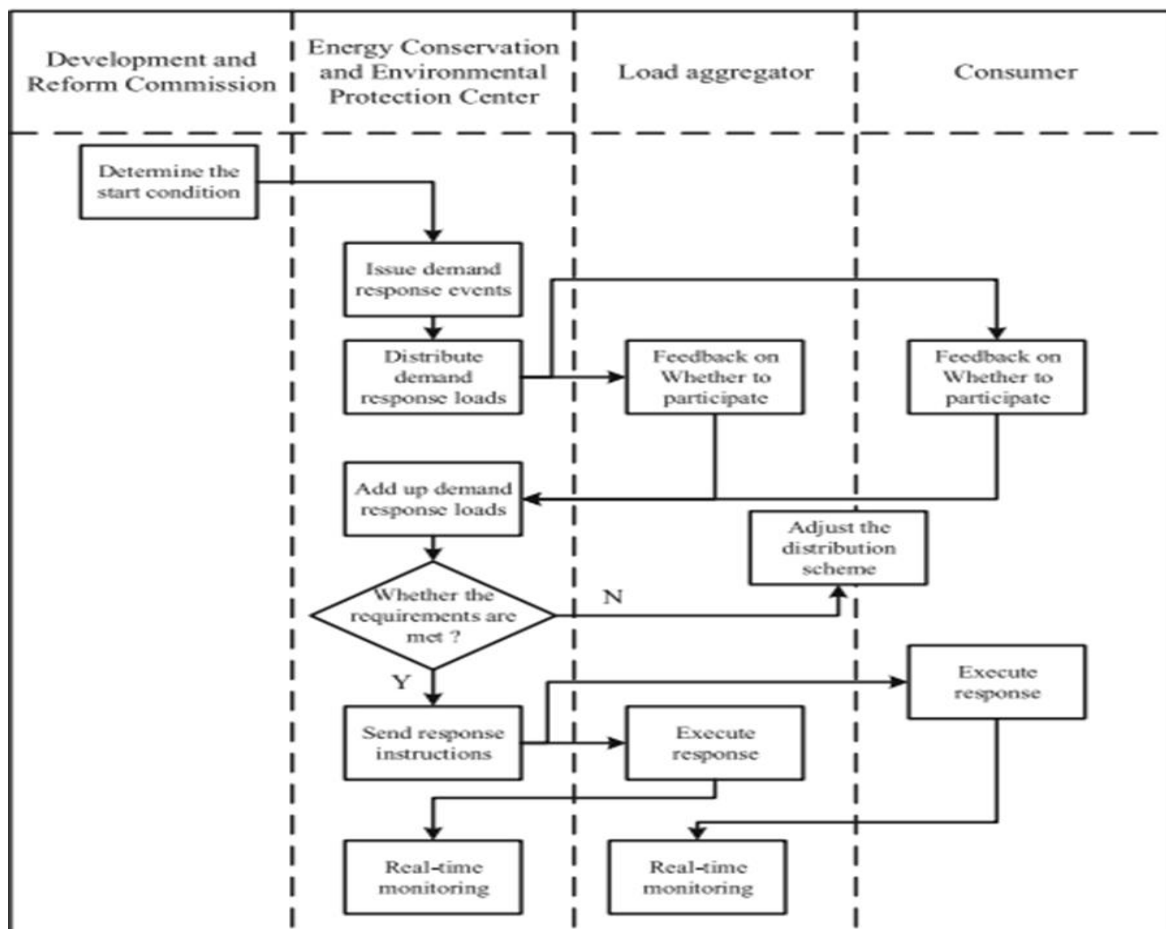 Development and
Reform Commission
Energy Conservation
and Environmental
Protection Center
Load aggregator
Consumer
Determine the
start condition
Issue demand
response events
Distribute
demand
response loads
Feedback on
Whether to
participate
Feedback on
Whether to
participate
Add up demand
response loads
Adjust the
distribution
scheme
Whether the
requirements are
met ?
N
Y
Execute
response
Send response
instructions
Execute
response
Real-time
monitoring
Real-time
monitoring